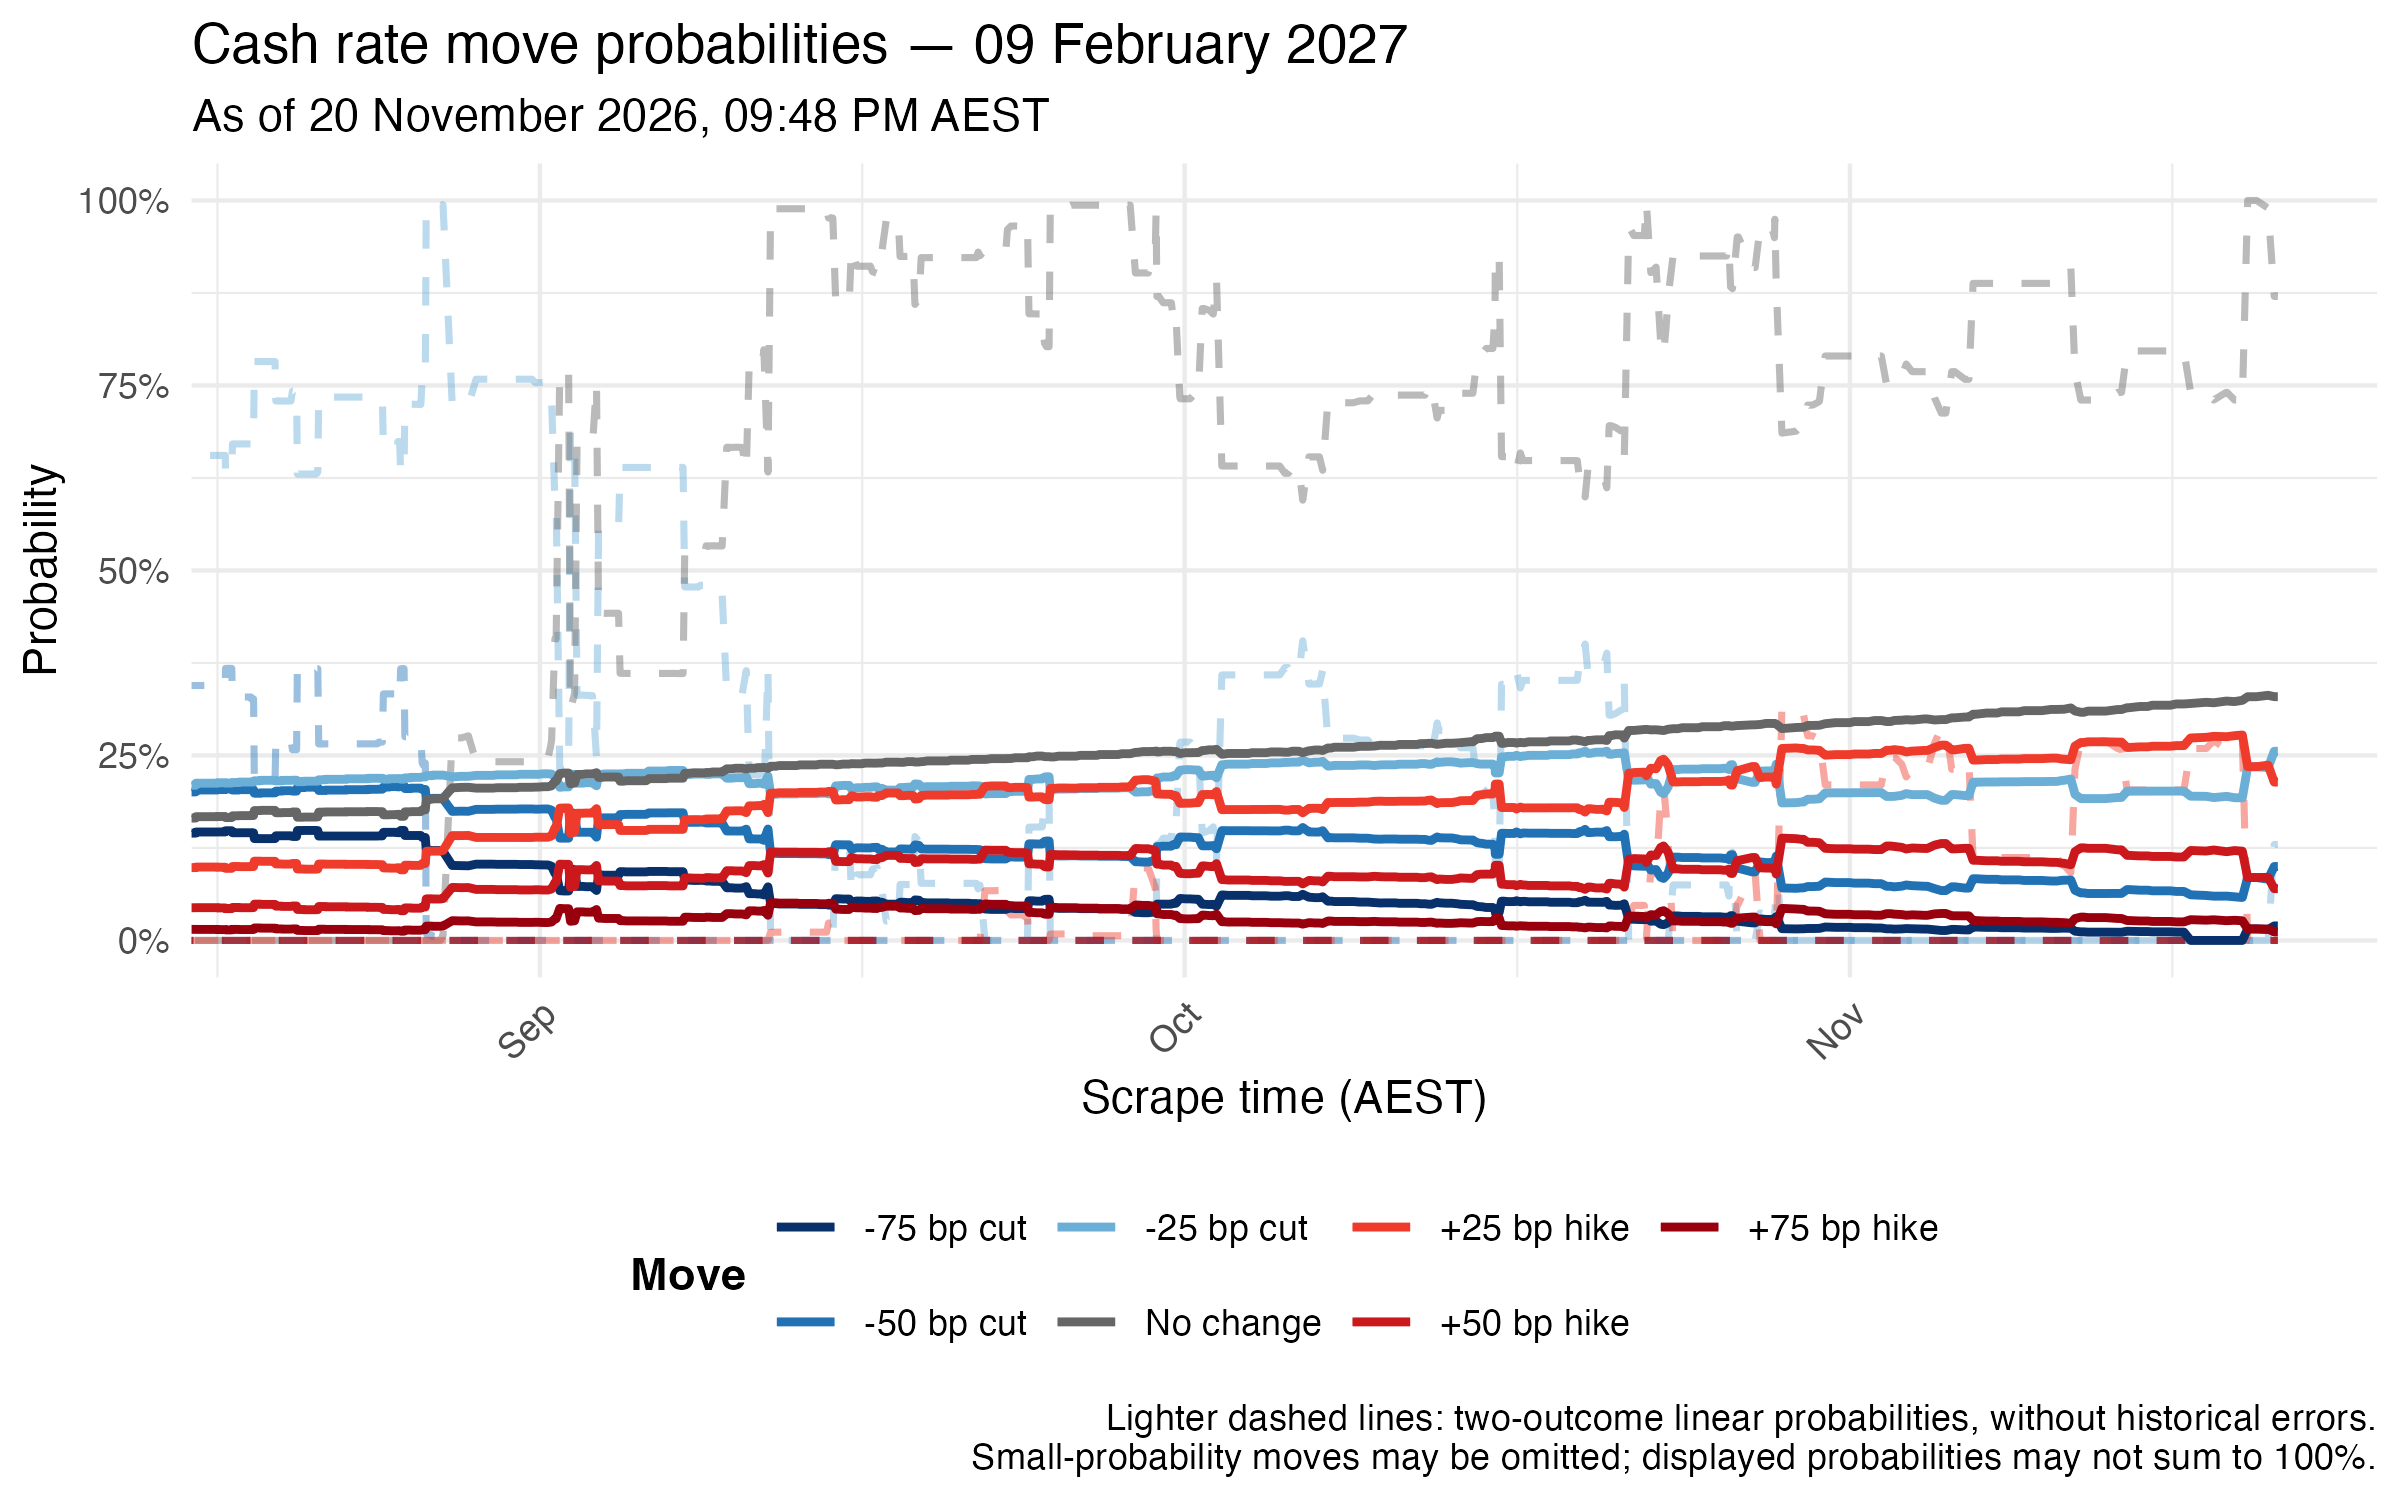 Cash rate move probabilities — 09 February 2027
As of 20 November 2026, 09:48 PM AEST
Probability
100%
75%
50%
25%
0%
Sep
Oct
Nov
Scrape time (AEST)
Move
-75 bp cut
-25 bp cut
+25 bp hike
+75 bp hike
-50 bp cut
No change
+50 bp hike
Lighter dashed lines: two-outcome linear probabilities, without historical errors.
Small-probability moves may be omitted; displayed probabilities may not sum to 100%.